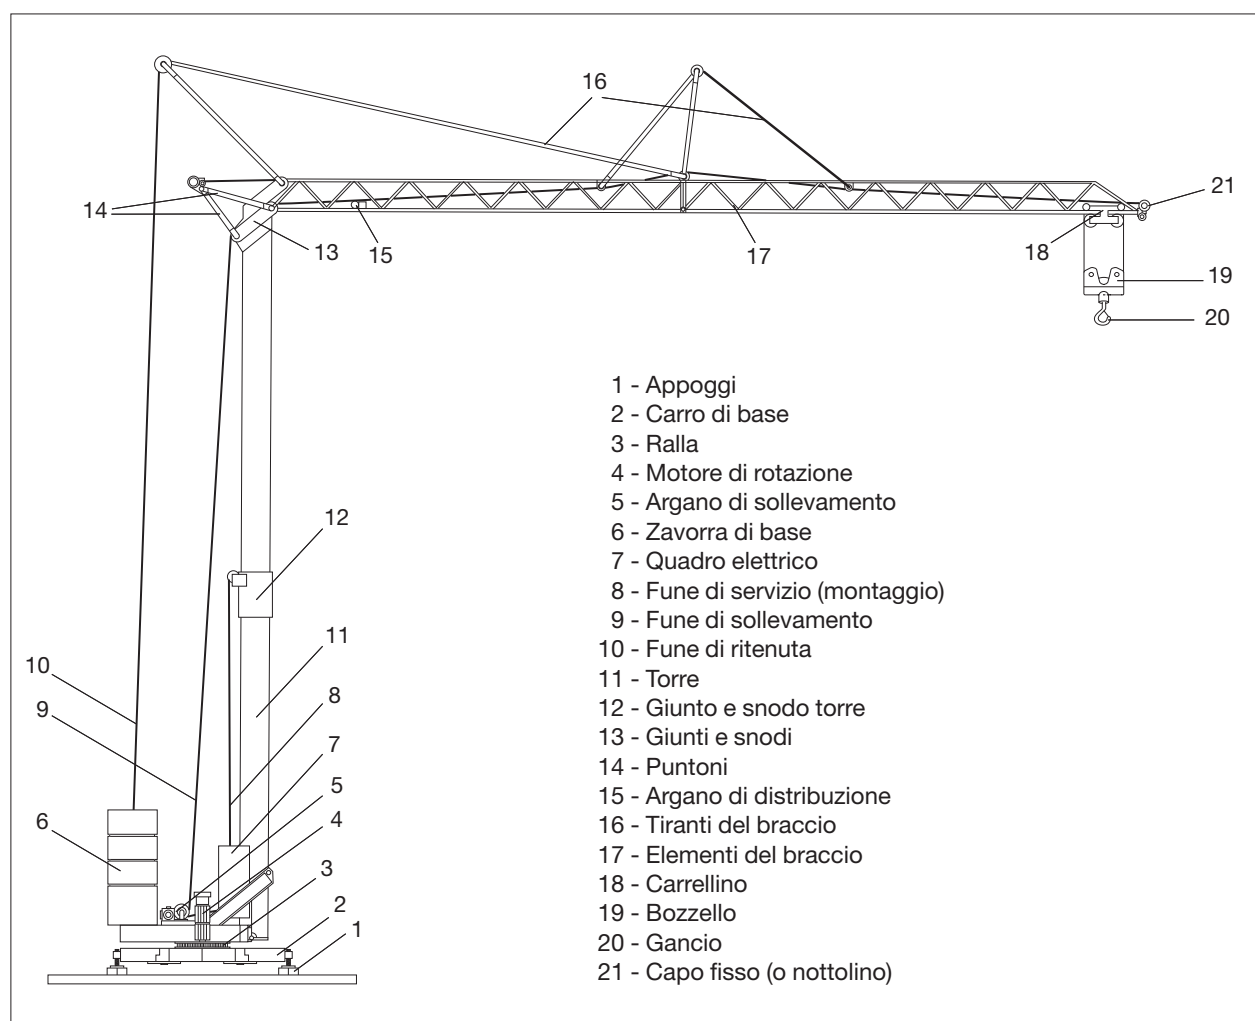 16
21
14
13
15
17
18
19
20
12
11
10
9
8
7
5
4
6
3
2
1
1 - Appoggi
2 - Carro di base
3 - Ralla
4 - Motore di rotazione
5 - Argano di sollevamento
6 - Zavorra di base
7 - Quadro elettrico
8 - Fune di servizio (montaggio)
9 - Fune di sollevamento
10 - Fune di ritenuta
11 - Torre
12 - Giunto e snodo torre
13 - Giunti e snodi
14 - Puntoni
15 - Argano di distribuzione
16 - Tiranti del braccio
17 - Elementi del braccio
18 - Carrellino
19 - Bozzello
20 - Gancio
21 - Capo fisso (o nottolino)